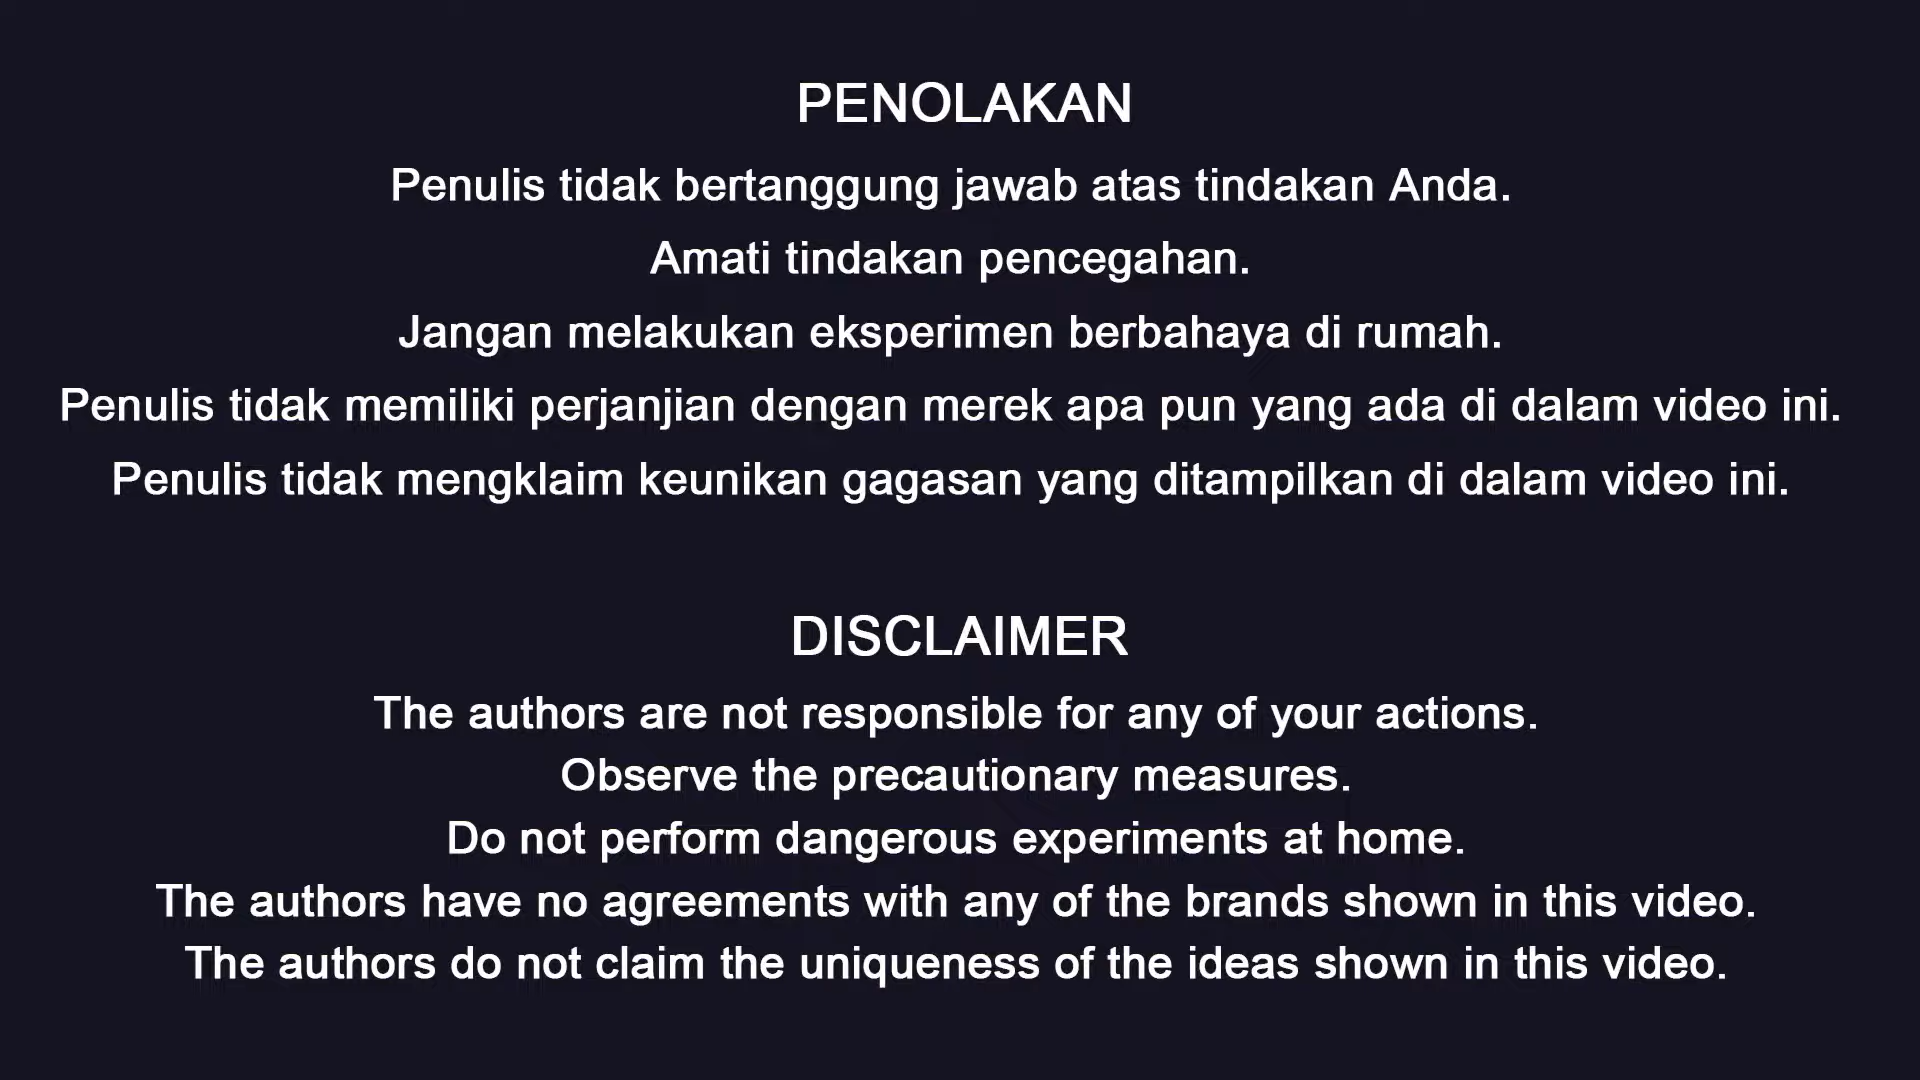 PENOLAKAN
Penulis tidak bertanggung jawab atas tindakan Anda.
Amati tindakan pencegahan.
Jangan melakukan eksperimen berbahaya di rumah.
Penulis tidak memiliki perjanjian dengan merek apa pun yang ada di dalam video ini.
Penulis tidak mengklaim keunikan gagasan yang ditampilkan di dalam video ini.
DISCLAIMER
The authors are not responsible for any of your actions.
Observe the precautionary measures.
Do not perform dangerous experiments at home.
The authors have no agreements with any of the brands shown in this video.
The authors do not claim the uniqueness of the ideas shown in this video.